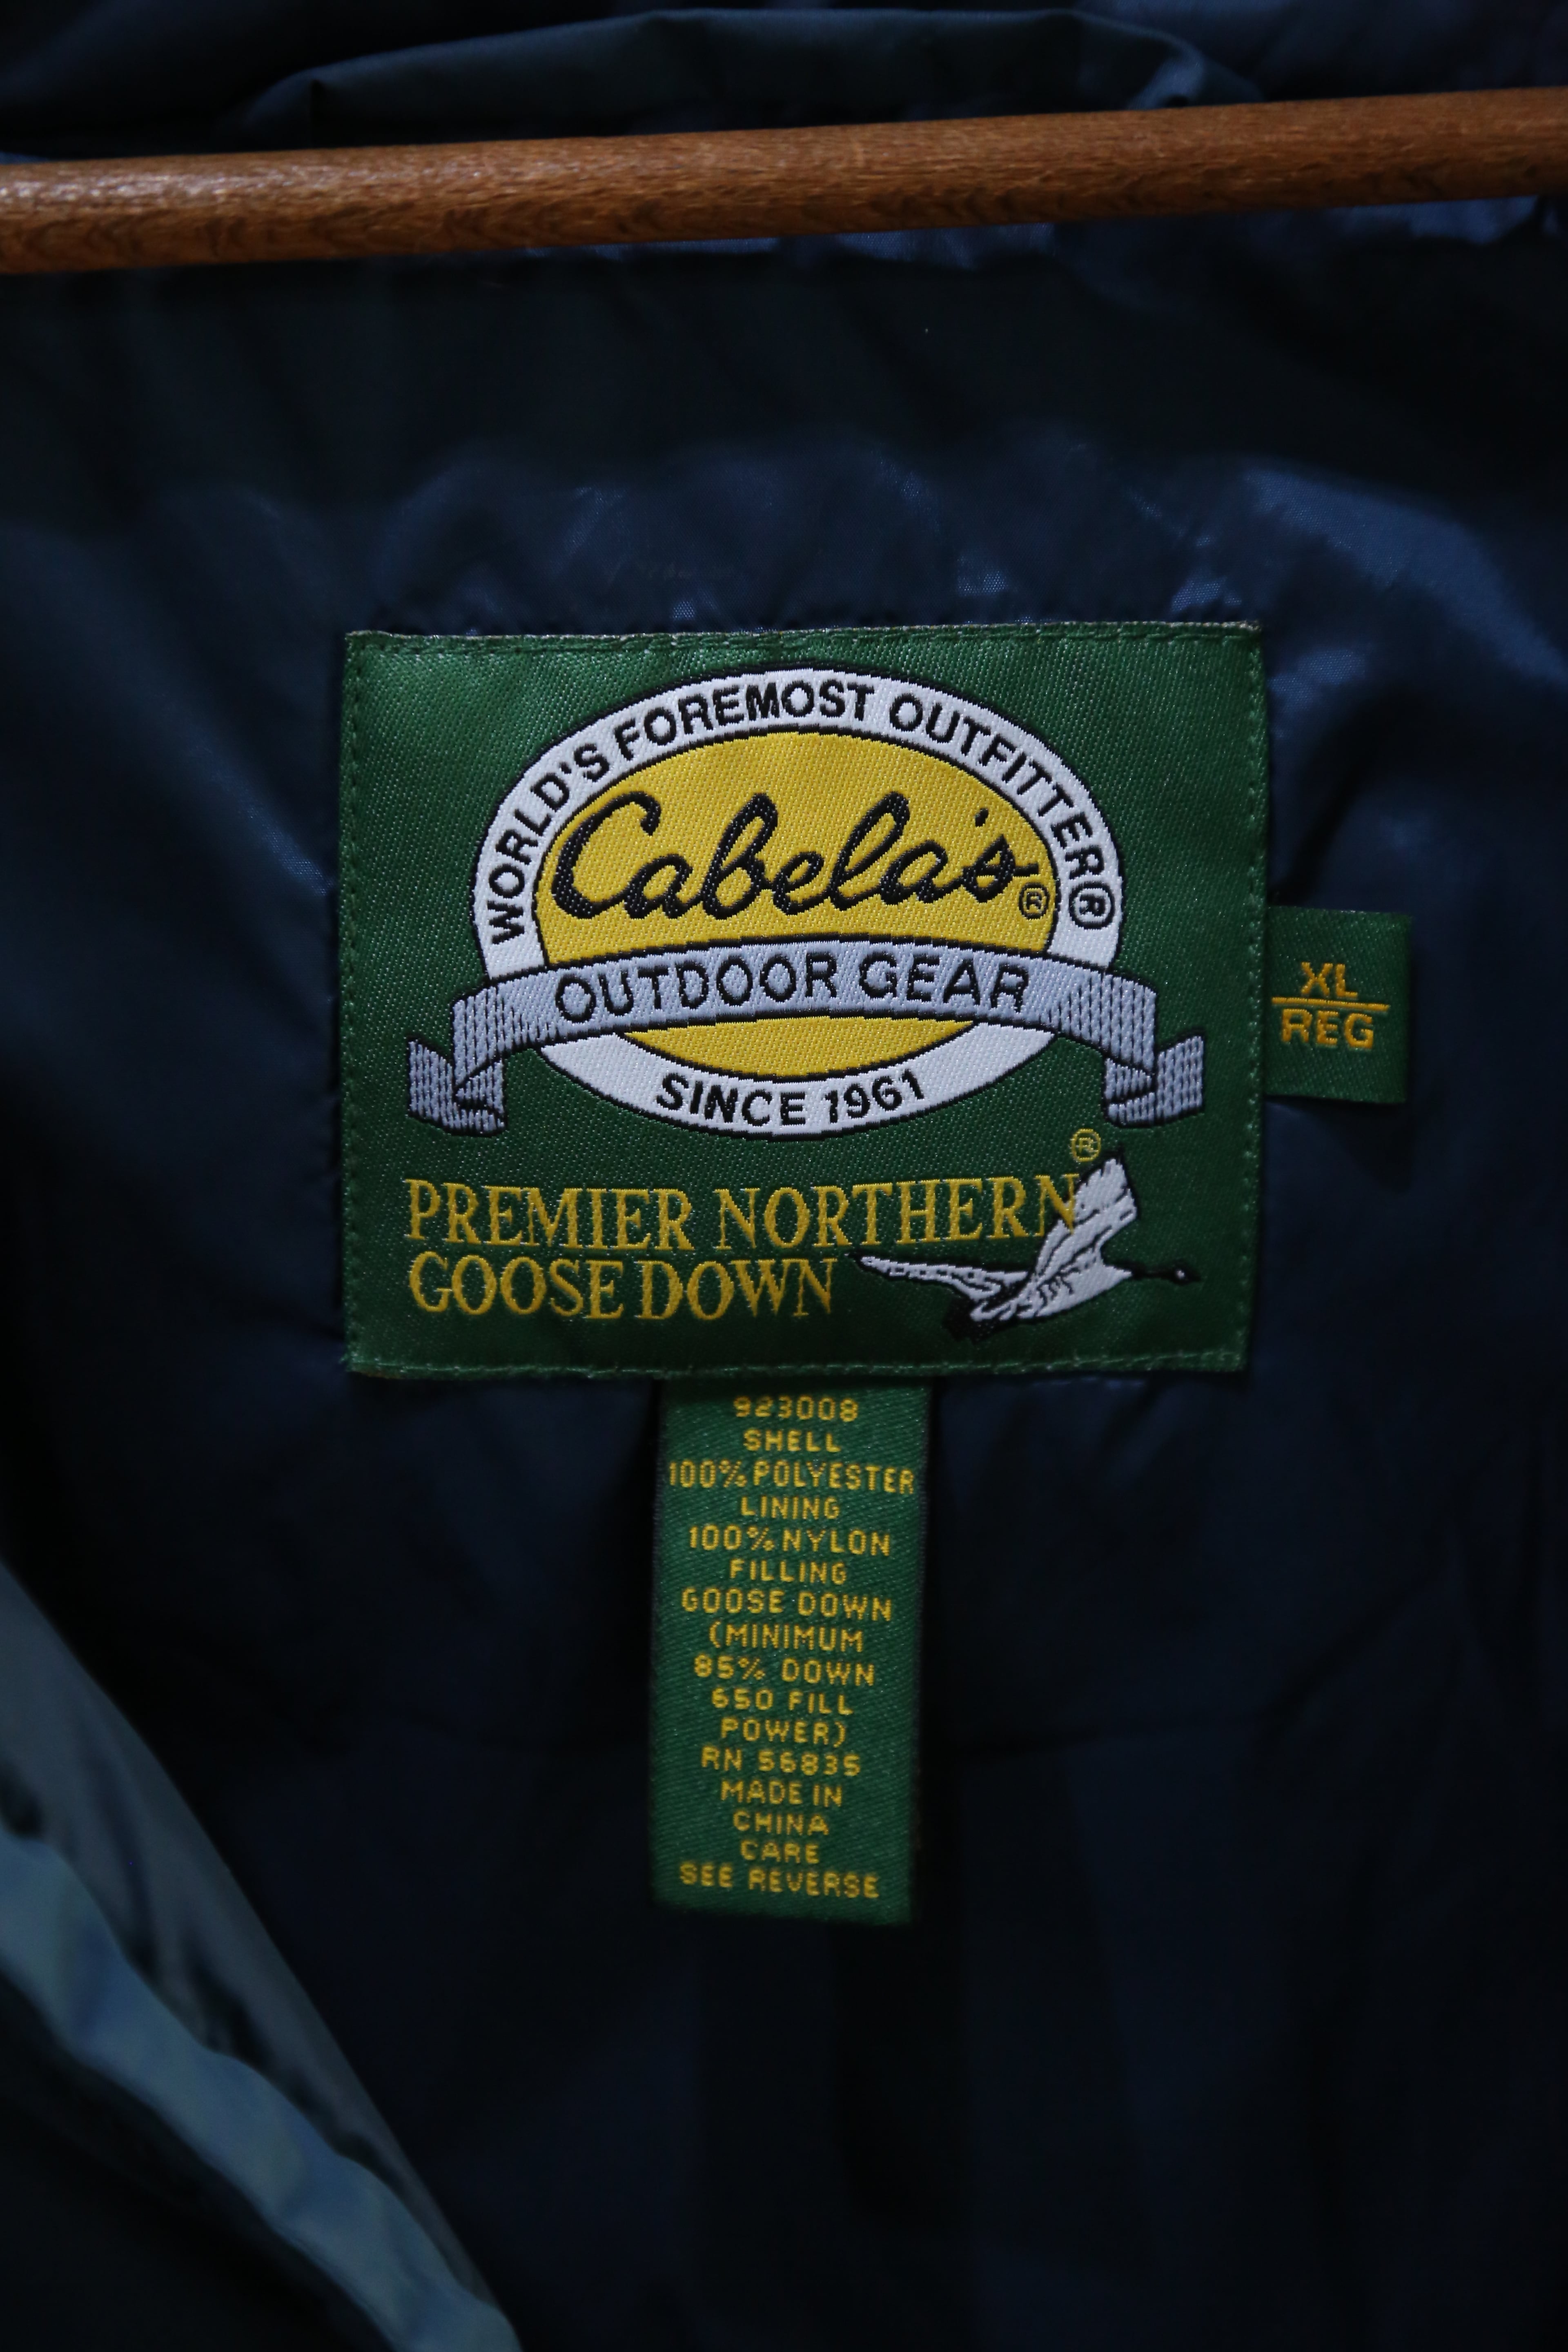 WORLD'S FOREMOST OUTFITTER®
Cabela's®
OUTDOOR GEAR
SINCE 1961
PREMIER NORTHERN®
GOOSE DOWN
XL
REG
923008
SHELL
100% POLYESTER
LINING
100% NYLON
FILLING
GOOSE DOWN
(MINIMUM
85% DOWN
650 FILL
POWER)
RN 56835
MADE IN
CHINA
CARE
SEE REVERSE